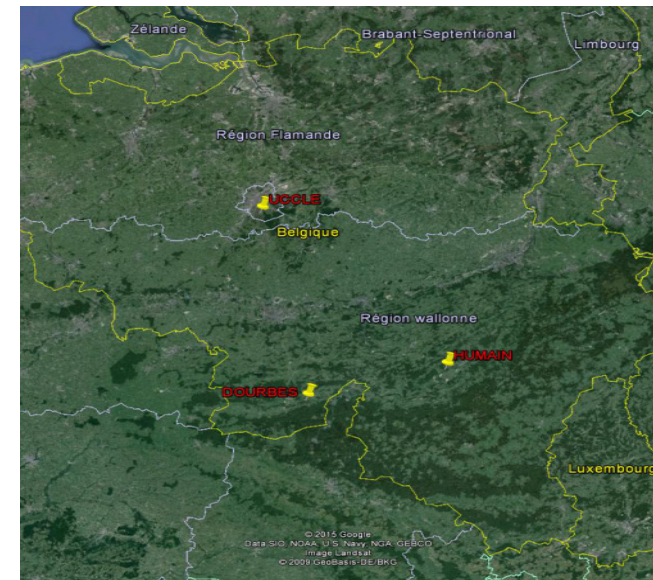 Zélande
Brabant-Septentrional
Limbourg
Région Flamande
UCCLE
Belgique
Région wallonne
HUMAIN
DOURBES
Luxembourg
© 2015 Google
Data SIO, NOAA, U.S. Navy, NGA, GEBCO
Image Landsat
© 2009 GeoBasis-DE/BKG